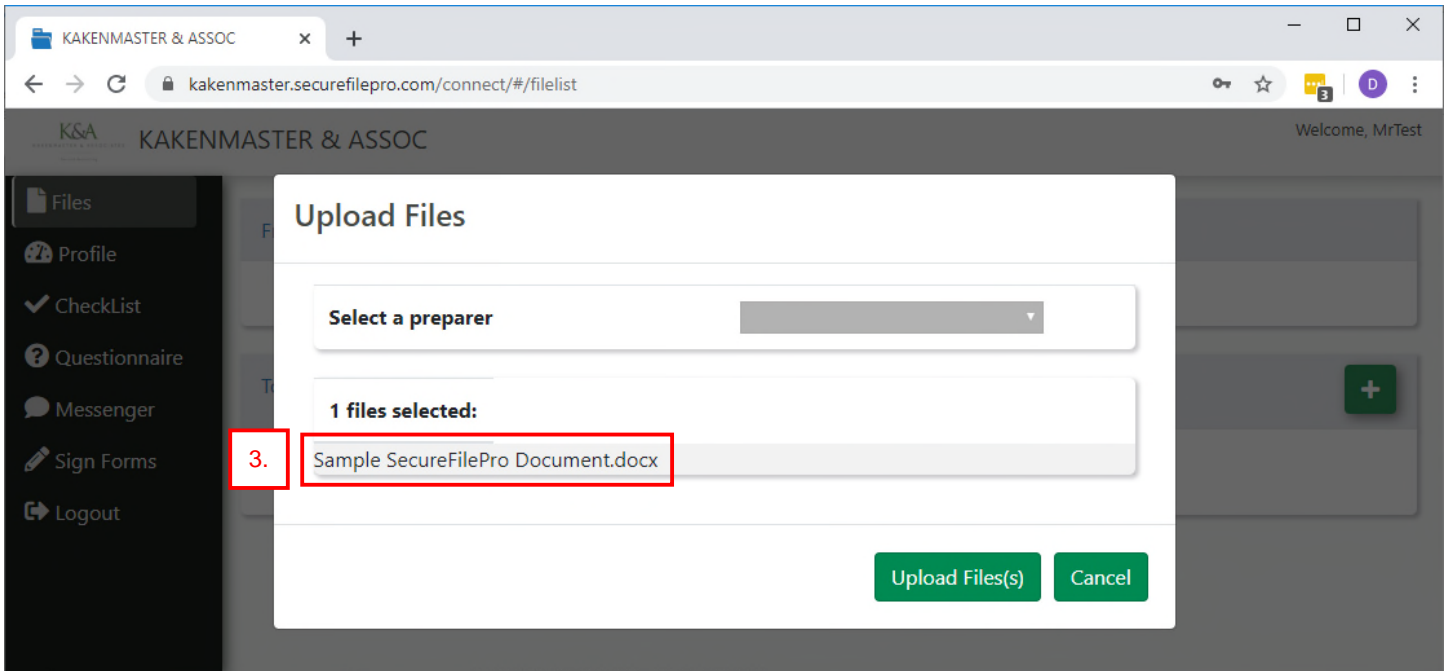 KAKENMASTER & ASSOC
kakenmaster.securefilepro.com/connect/#/filelist
3
D
K&A
KAKENMASTER & ASSOC
Welcome, MrTest
Files
Profile
CheckList
Questionnaire
Messenger
Sign Forms
Logout
Upload Files
Select a preparer
1 files selected:
3.
Sample SecureFilePro Document.docx
Upload Files(s)
Cancel